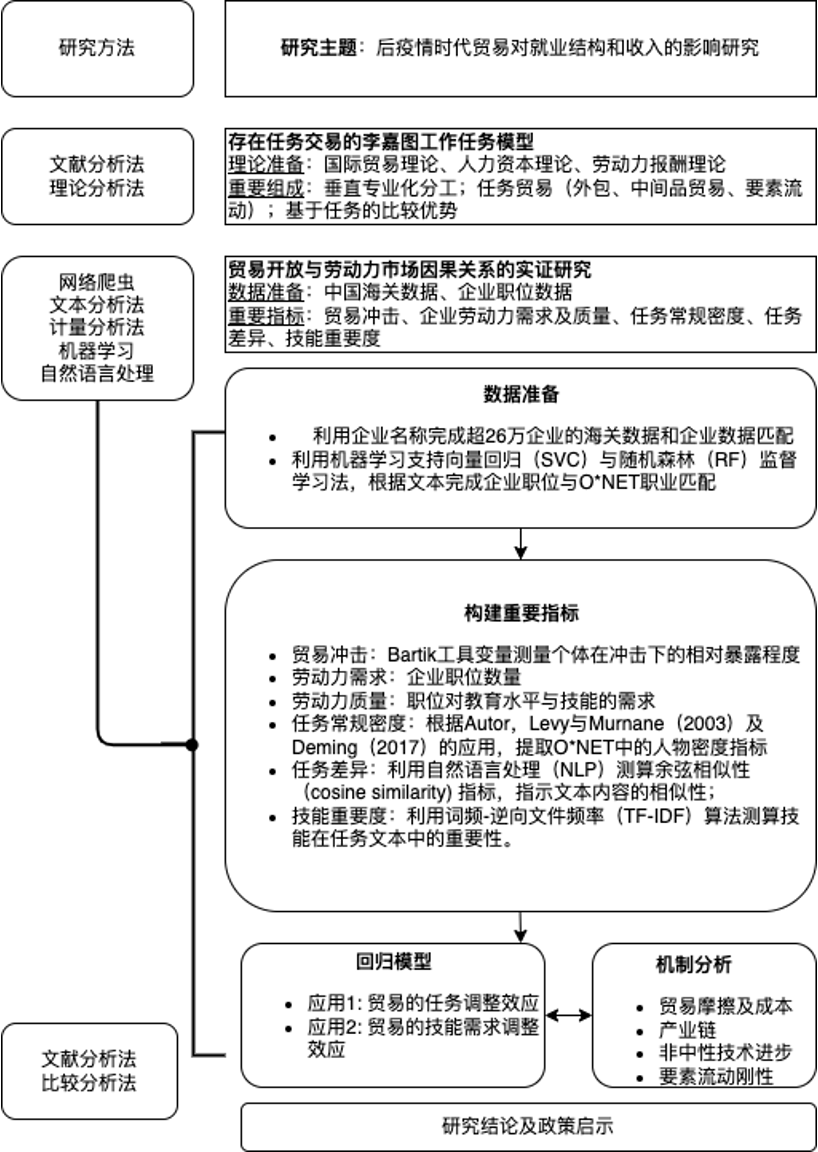 研究方法
研究主题：后疫情时代贸易对就业结构和收入的影响研究
文献分析法
理论分析法
存在任务交易的李嘉图工作任务模型
理论准备：国际贸易理论、人力资本理论、劳动力报酬理论
重要组成：垂直专业化分工；任务贸易（外包、中间品贸易、要素流
动）；基于任务的比较优势
网络爬虫
文本分析法
计量分析法
机器学习
自然语言处理
贸易开放与劳动力市场因果关系的实证研究
数据准备：中国海关数据、企业职位数据
重要指标：贸易冲击、企业劳动力需求及质量、任务常规密度、任务
差异、技能重要度
数据准备
• 利用企业名称完成超26万企业的海关数据和企业数据匹配
• 利用机器学习支持向量回归（SVC）与随机森林（RF）监督
学习法，根据文本完成企业职位与O*NET职业匹配
构建重要指标
• 贸易冲击：Bartik工具变量测量个体在冲击下的相对暴露程度
• 劳动力需求：企业职位数量
• 劳动力质量：职位对教育水平与技能的需求
• 任务常规密度：根据Autor，Levy与Murnane（2003）及
Deming（2017）的应用，提取O*NET中的人物密度指标
• 任务差异：利用自然语言处理（NLP）测算余弦相似性
（cosine similarity) 指标，指示文本内容的相似性；
• 技能重要度：利用词频-逆向文件频率（TF-IDF）算法测算技
能在任务文本中的重要性。
回归模型
• 应用1: 贸易的任务调整效应
• 应用2: 贸易的技能需求调整
效应
机制分析
• 贸易摩擦及成本
• 产业链
• 非中性技术进步
• 要素流动刚性
文献分析法
比较分析法
研究结论及政策启示